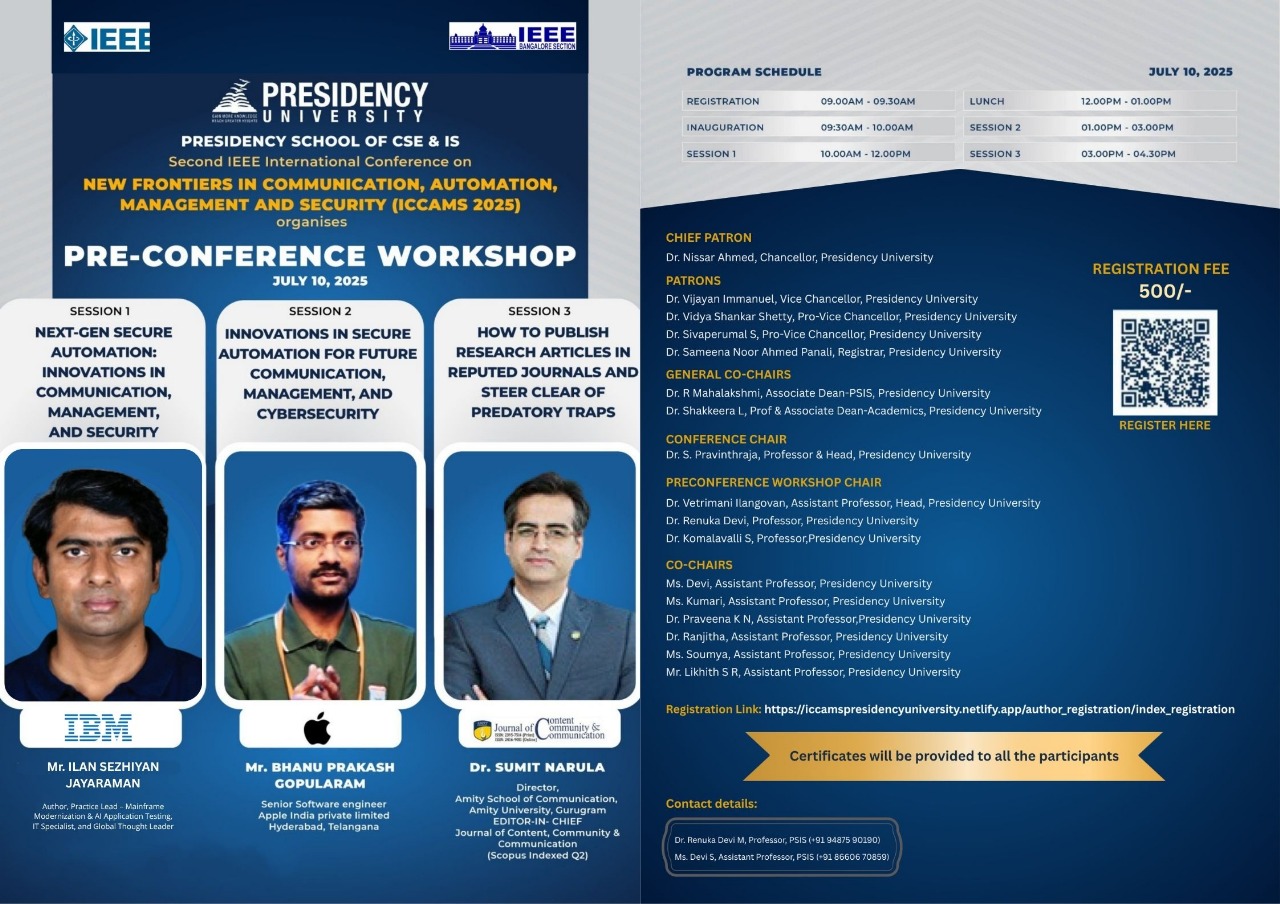 IEEE
IEEE
BANGALORE SECTION
PRESIDENCY
UNIVERSITY
GAIN MORE KNOWLEDGE
REACH GREATER HEIGHTS
PRESIDENCY SCHOOL OF CSE & IS
Second IEEE International Conference on
NEW FRONTIERS IN COMMUNICATION, AUTOMATION,
MANAGEMENT AND SECURITY (ICCAMS 2025)
organises
PRE-CONFERENCE WORKSHOP
JULY 10, 2025
SESSION 1
NEXT-GEN SECURE
AUTOMATION:
INNOVATIONS IN
COMMUNICATION,
MANAGEMENT,
AND SECURITY
IBM
Mr. ILAN SEZHIYAN
JAYARAMAN
Author, Practice Lead – Mainframe
Modernization & AI Application Testing,
IT Specialist, and Global Thought Leader
SESSION 2
INNOVATIONS IN SECURE
AUTOMATION FOR FUTURE
COMMUNICATION,
MANAGEMENT, AND
CYBERSECURITY
Mr. BHANU PRAKASH
GOPULARAM
Senior Software engineer
Apple India private limited
Hyderabad, Telangana
SESSION 3
HOW TO PUBLISH
RESEARCH ARTICLES IN
REPUTED JOURNALS AND
STEER CLEAR OF
PREDATORY TRAPS
Journal of Content Community & Communication
Dr. SUMIT NARULA
Director,
Amity School of Communication,
Amity University, Gurugram
EDITOR-IN- CHIEF
Journal of Content, Community &
Communication
(Scopus Indexed Q2)
PROGRAM SCHEDULE JULY 10, 2025
REGISTRATION 09.00AM - 09.30AM LUNCH 12.00PM - 01.00PM
INAUGURATION 09:30AM - 10.00AM SESSION 2 01.00PM - 03.00PM
SESSION 1 10.00AM - 12.00PM SESSION 3 03.00PM - 04.30PM
CHIEF PATRON
Dr. Nissar Ahmed, Chancellor, Presidency University
PATRONS
Dr. Vijayan Immanuel, Vice Chancellor, Presidency University
Dr. Vidya Shankar Shetty, Pro-Vice Chancellor, Presidency University
Dr. Sivaperumal S, Pro-Vice Chancellor, Presidency University
Dr. Sameena Noor Ahmed Panali, Registrar, Presidency University
GENERAL CO-CHAIRS
Dr. R Mahalakshmi, Associate Dean-PSIS, Presidency University
Dr. Shakkeera L, Prof & Associate Dean-Academics, Presidency University
CONFERENCE CHAIR
Dr. S. Pravinthraja, Professor & Head, Presidency University
PRECONFERENCE WORKSHOP CHAIR
Dr. Vetrimani Ilangovan, Assistant Professor, Head, Presidency University
Dr. Renuka Devi, Professor, Presidency University
Dr. Komalavalli S, Professor,Presidency University
CO-CHAIRS
Ms. Devi, Assistant Professor, Presidency University
Ms. Kumari, Assistant Professor, Presidency University
Dr. Praveena K N, Assistant Professor,Presidency University
Dr. Ranjitha, Assistant Professor, Presidency University
Ms. Soumya, Assistant Professor, Presidency University
Mr. Likhith S R, Assistant Professor, Presidency University
REGISTRATION FEE
500/-
REGISTER HERE
Registration Link: https://iccamspresidencyuniversity.netlify.app/author_registration/index_registration
Certificates will be provided to all the participants
Contact details:
Dr. Renuka Devi M, Professor, PSIS (+91 94875 90190)
Ms. Devi S, Assistant Professor, PSIS (+91 86606 70859)